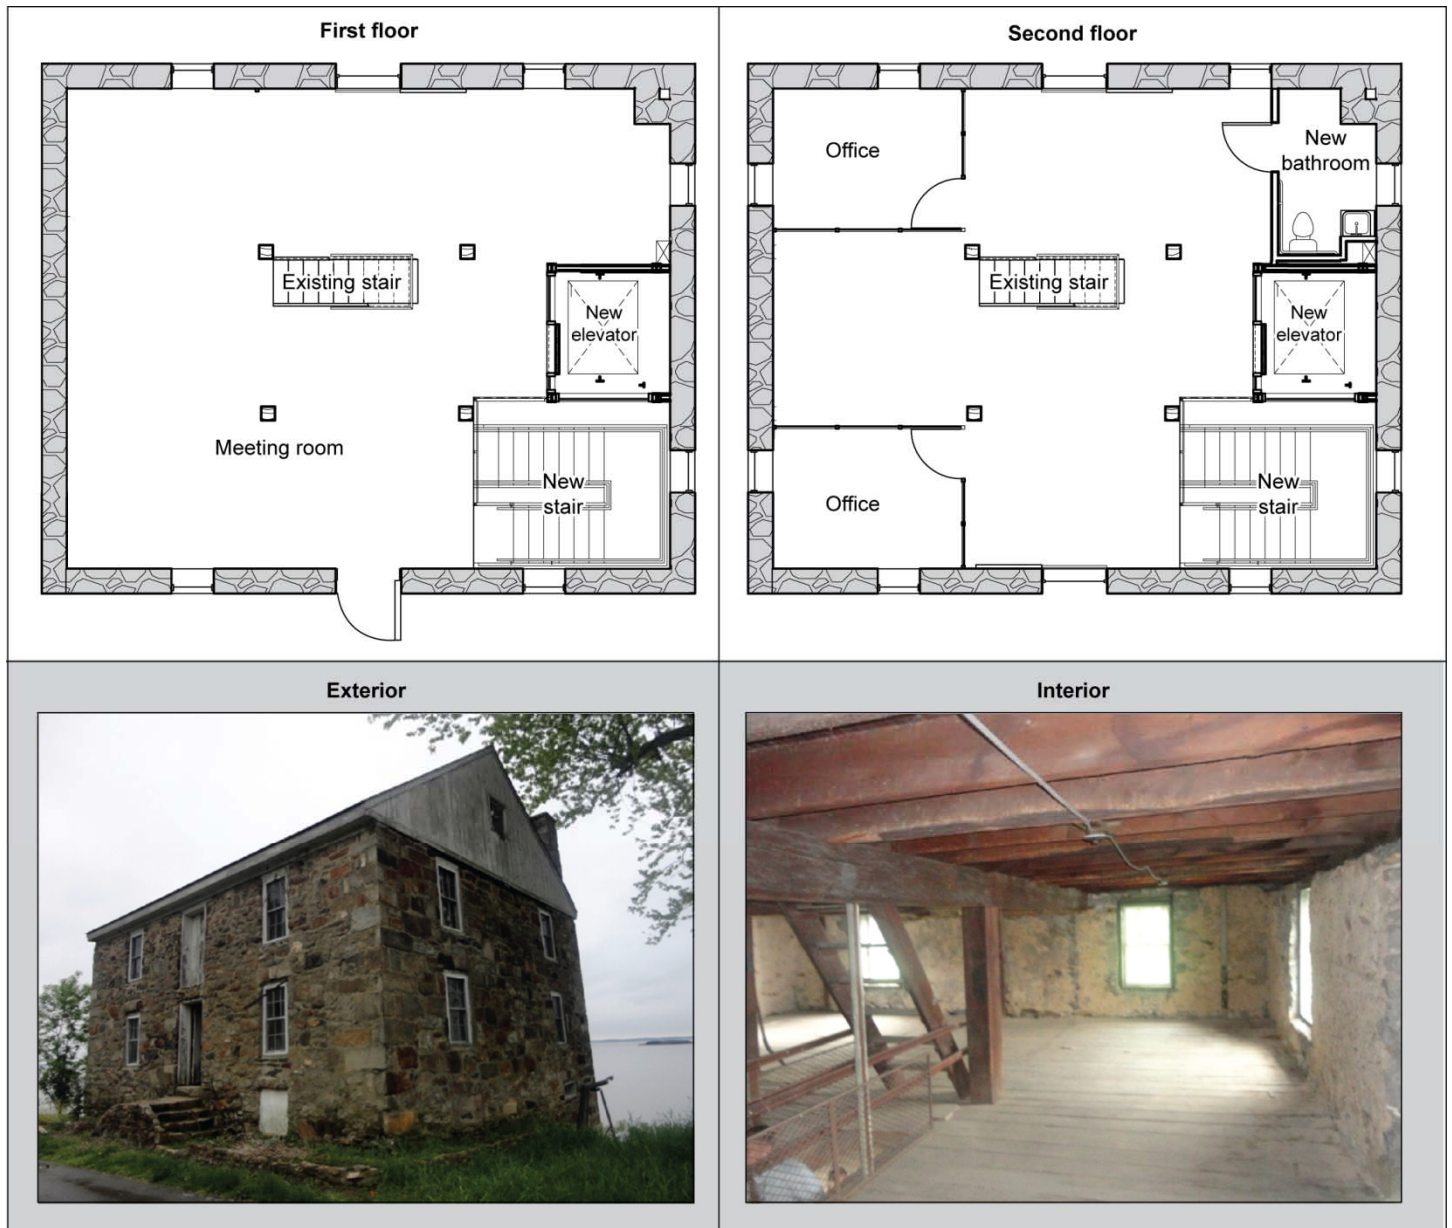 First floor
Existing stair
New
elevator
Meeting room
New
stair
Second floor
Office
New
bathroom
Existing stair
New
elevator
Office
New
stair
Exterior
Interior